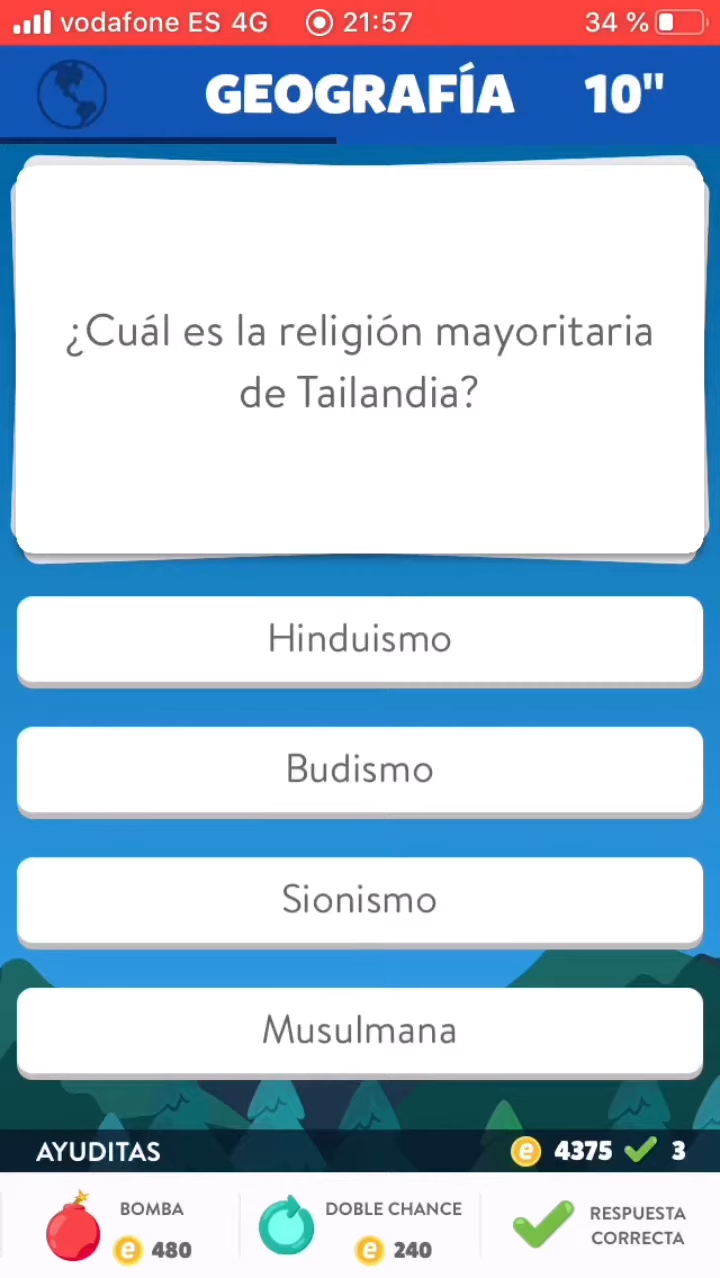 vodafone ES 4G 21:57 34 %
GEOGRAFÍA 10"
¿Cuál es la religión mayoritaria
de Tailandia?
Hinduismo
Budismo
Sionismo
Musulmana
AYUDITAS e 4375 3
BOMBA
e 480
DOBLE CHANCE
e 240
RESPUESTA
CORRECTA